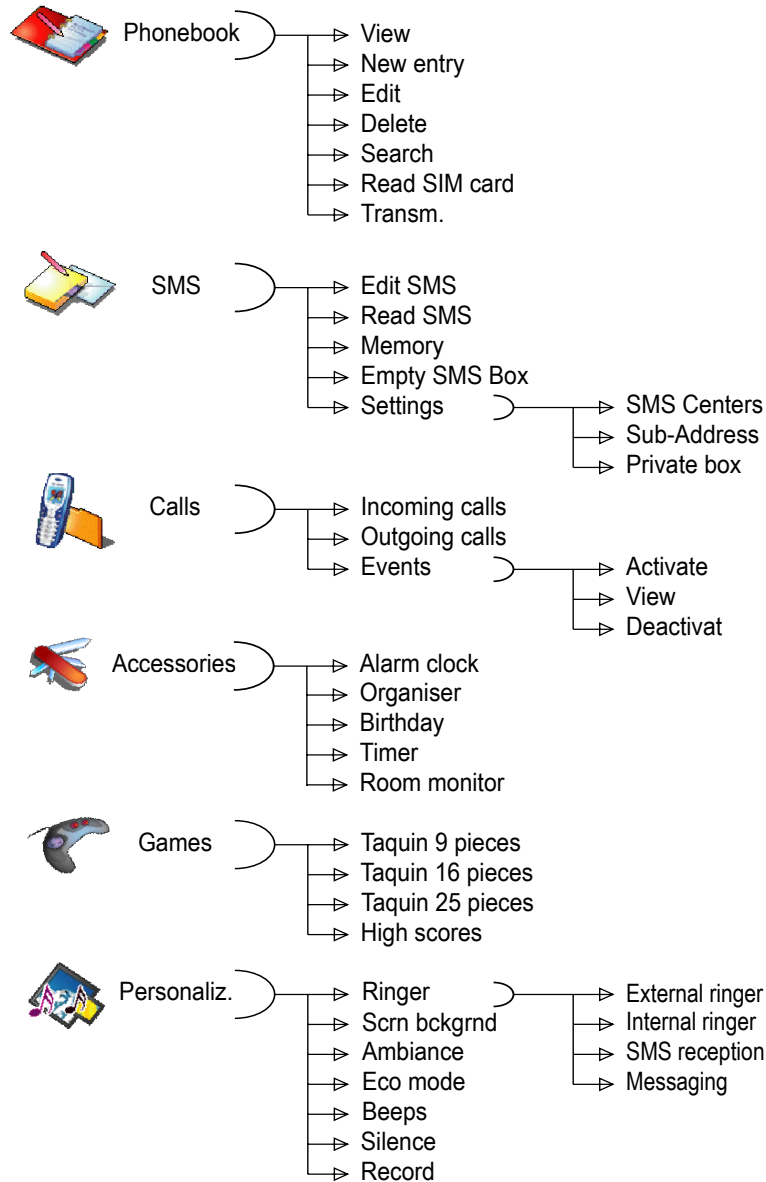 Phonebook
View
New entry
Edit
Delete
Search
Read SIM card
Transm.
SMS
Edit SMS
Read SMS
Memory
Empty SMS Box
Settings
SMS Centers
Sub-Address
Private box
Calls
Incoming calls
Outgoing calls
Events
Activate
View
Deactivat
Accessories
Alarm clock
Organiser
Birthday
Timer
Room monitor
Games
Taquin 9 pieces
Taquin 16 pieces
Taquin 25 pieces
High scores
Personaliz.
Ringer
External ringer
Internal ringer
SMS reception
Messaging
Scrn bckgrnd
Ambiance
Eco mode
Beeps
Silence
Record